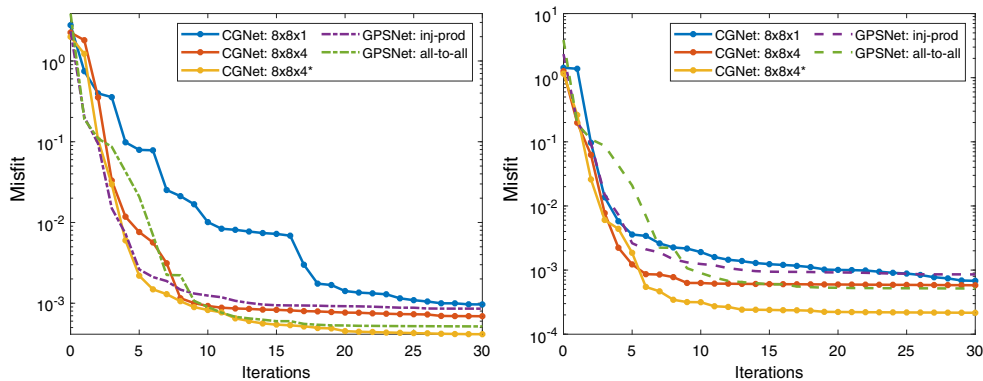 CGNet: 8x8x1
CGNet: 8x8x4
CGNet: 8x8x4*
GPSNet: inj-prod
GPSNet: all-to-all
10^0
10^-1
10^-2
10^-3
Misfit
0 5 10 15 20 25 30
Iterations
CGNet: 8x8x1
CGNet: 8x8x4
CGNet: 8x8x4*
GPSNet: inj-prod
GPSNet: all-to-all
10^1
10^0
10^-1
10^-2
10^-3
10^-4
Misfit
0 5 10 15 20 25 30
Iterations